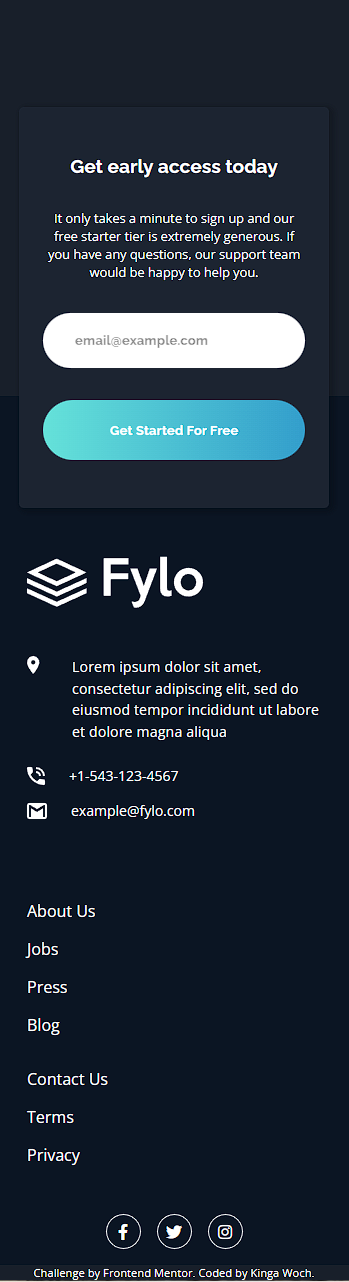 Get early access today
It only takes a minute to sign up and our
free starter tier is extremely generous. If
you have any questions, our support team
would be happy to help you.
email@example.com
Get Started For Free
Fylo
Lorem ipsum dolor sit amet,
consectetur adipiscing elit, sed do
eiusmod tempor incididunt ut labore
et dolore magna aliqua
+1-543-123-4567
example@fylo.com
About Us
Jobs
Press
Blog
Contact Us
Terms
Privacy
Challenge by Frontend Mentor. Coded by Kinga Woch.